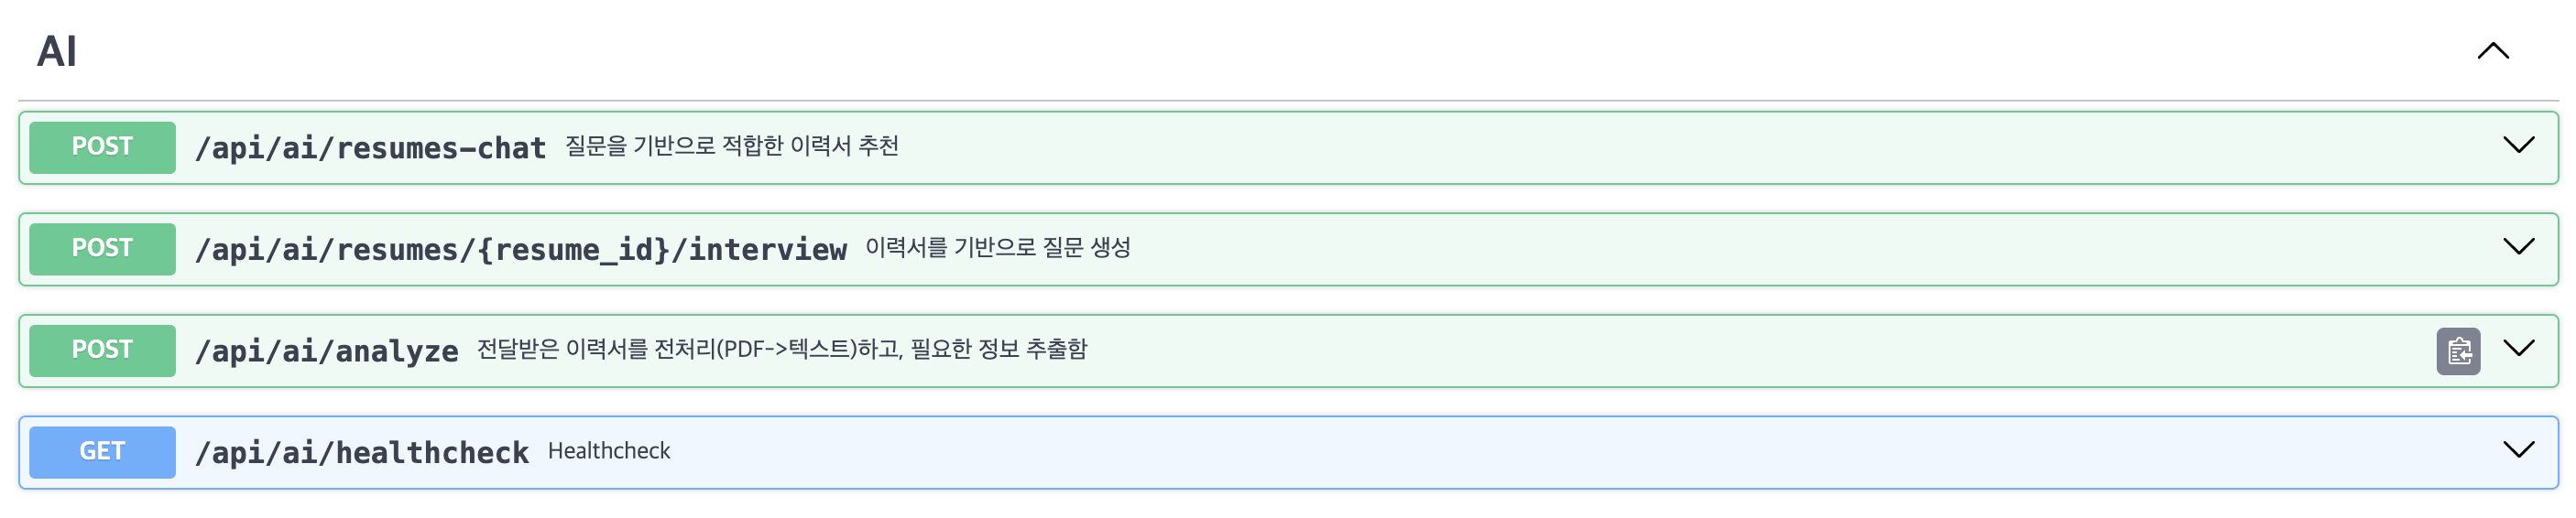 AI
POST /api/ai/resumes-chat 질문을 기반으로 적합한 이력서 추천
POST /api/ai/resumes/{resume_id}/interview 이력서를 기반으로 질문 생성
POST /api/ai/analyze 전달받은 이력서를 전처리(PDF->텍스트)하고, 필요한 정보 추출함
GET /api/ai/healthcheck Healthcheck